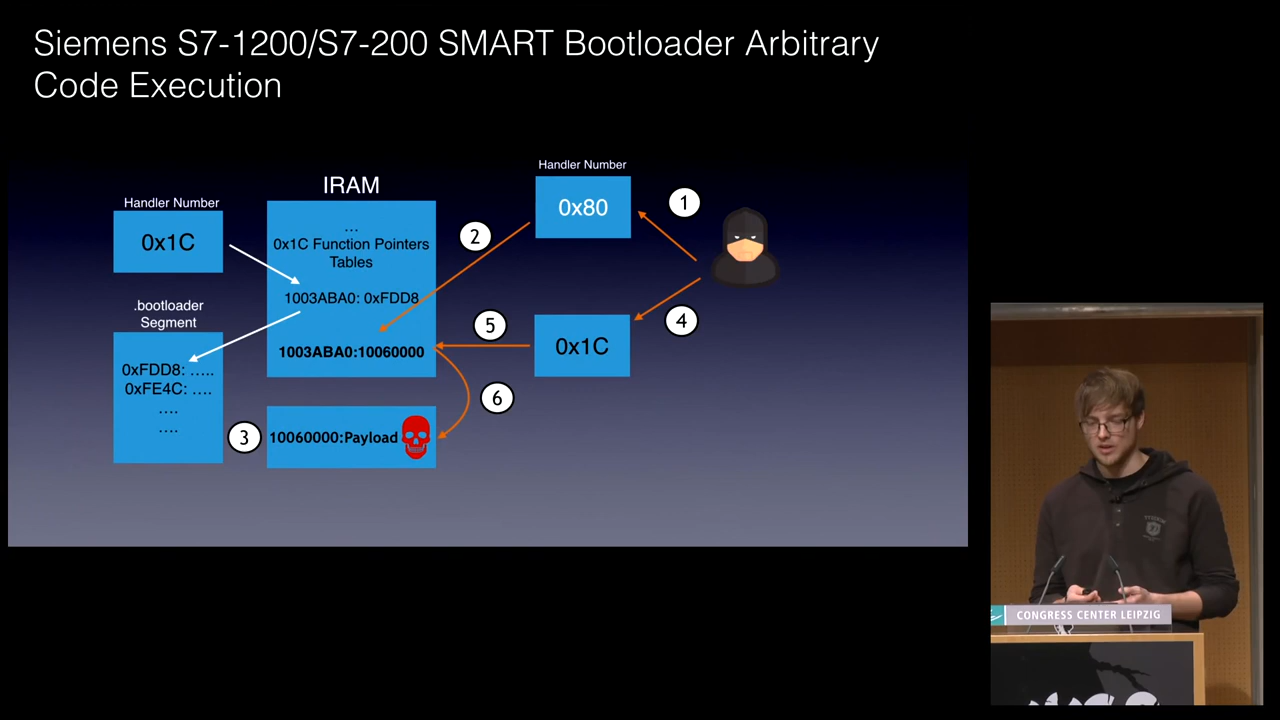 Siemens S7-1200/S7-200 SMART Bootloader Arbitrary
Code Execution
Handler Number
0x1C
.bootloader
Segment
0xFDD8: …..
0xFE4C: ….
….
….
IRAM
…
0x1C Function Pointers
Tables
1003ABA0: 0xFDD8
1003ABA0:10060000
3
10060000:Payload
Handler Number
0x80
1
2
0x1C
4
5
6
CONGRESS CENTER LEIPZIG